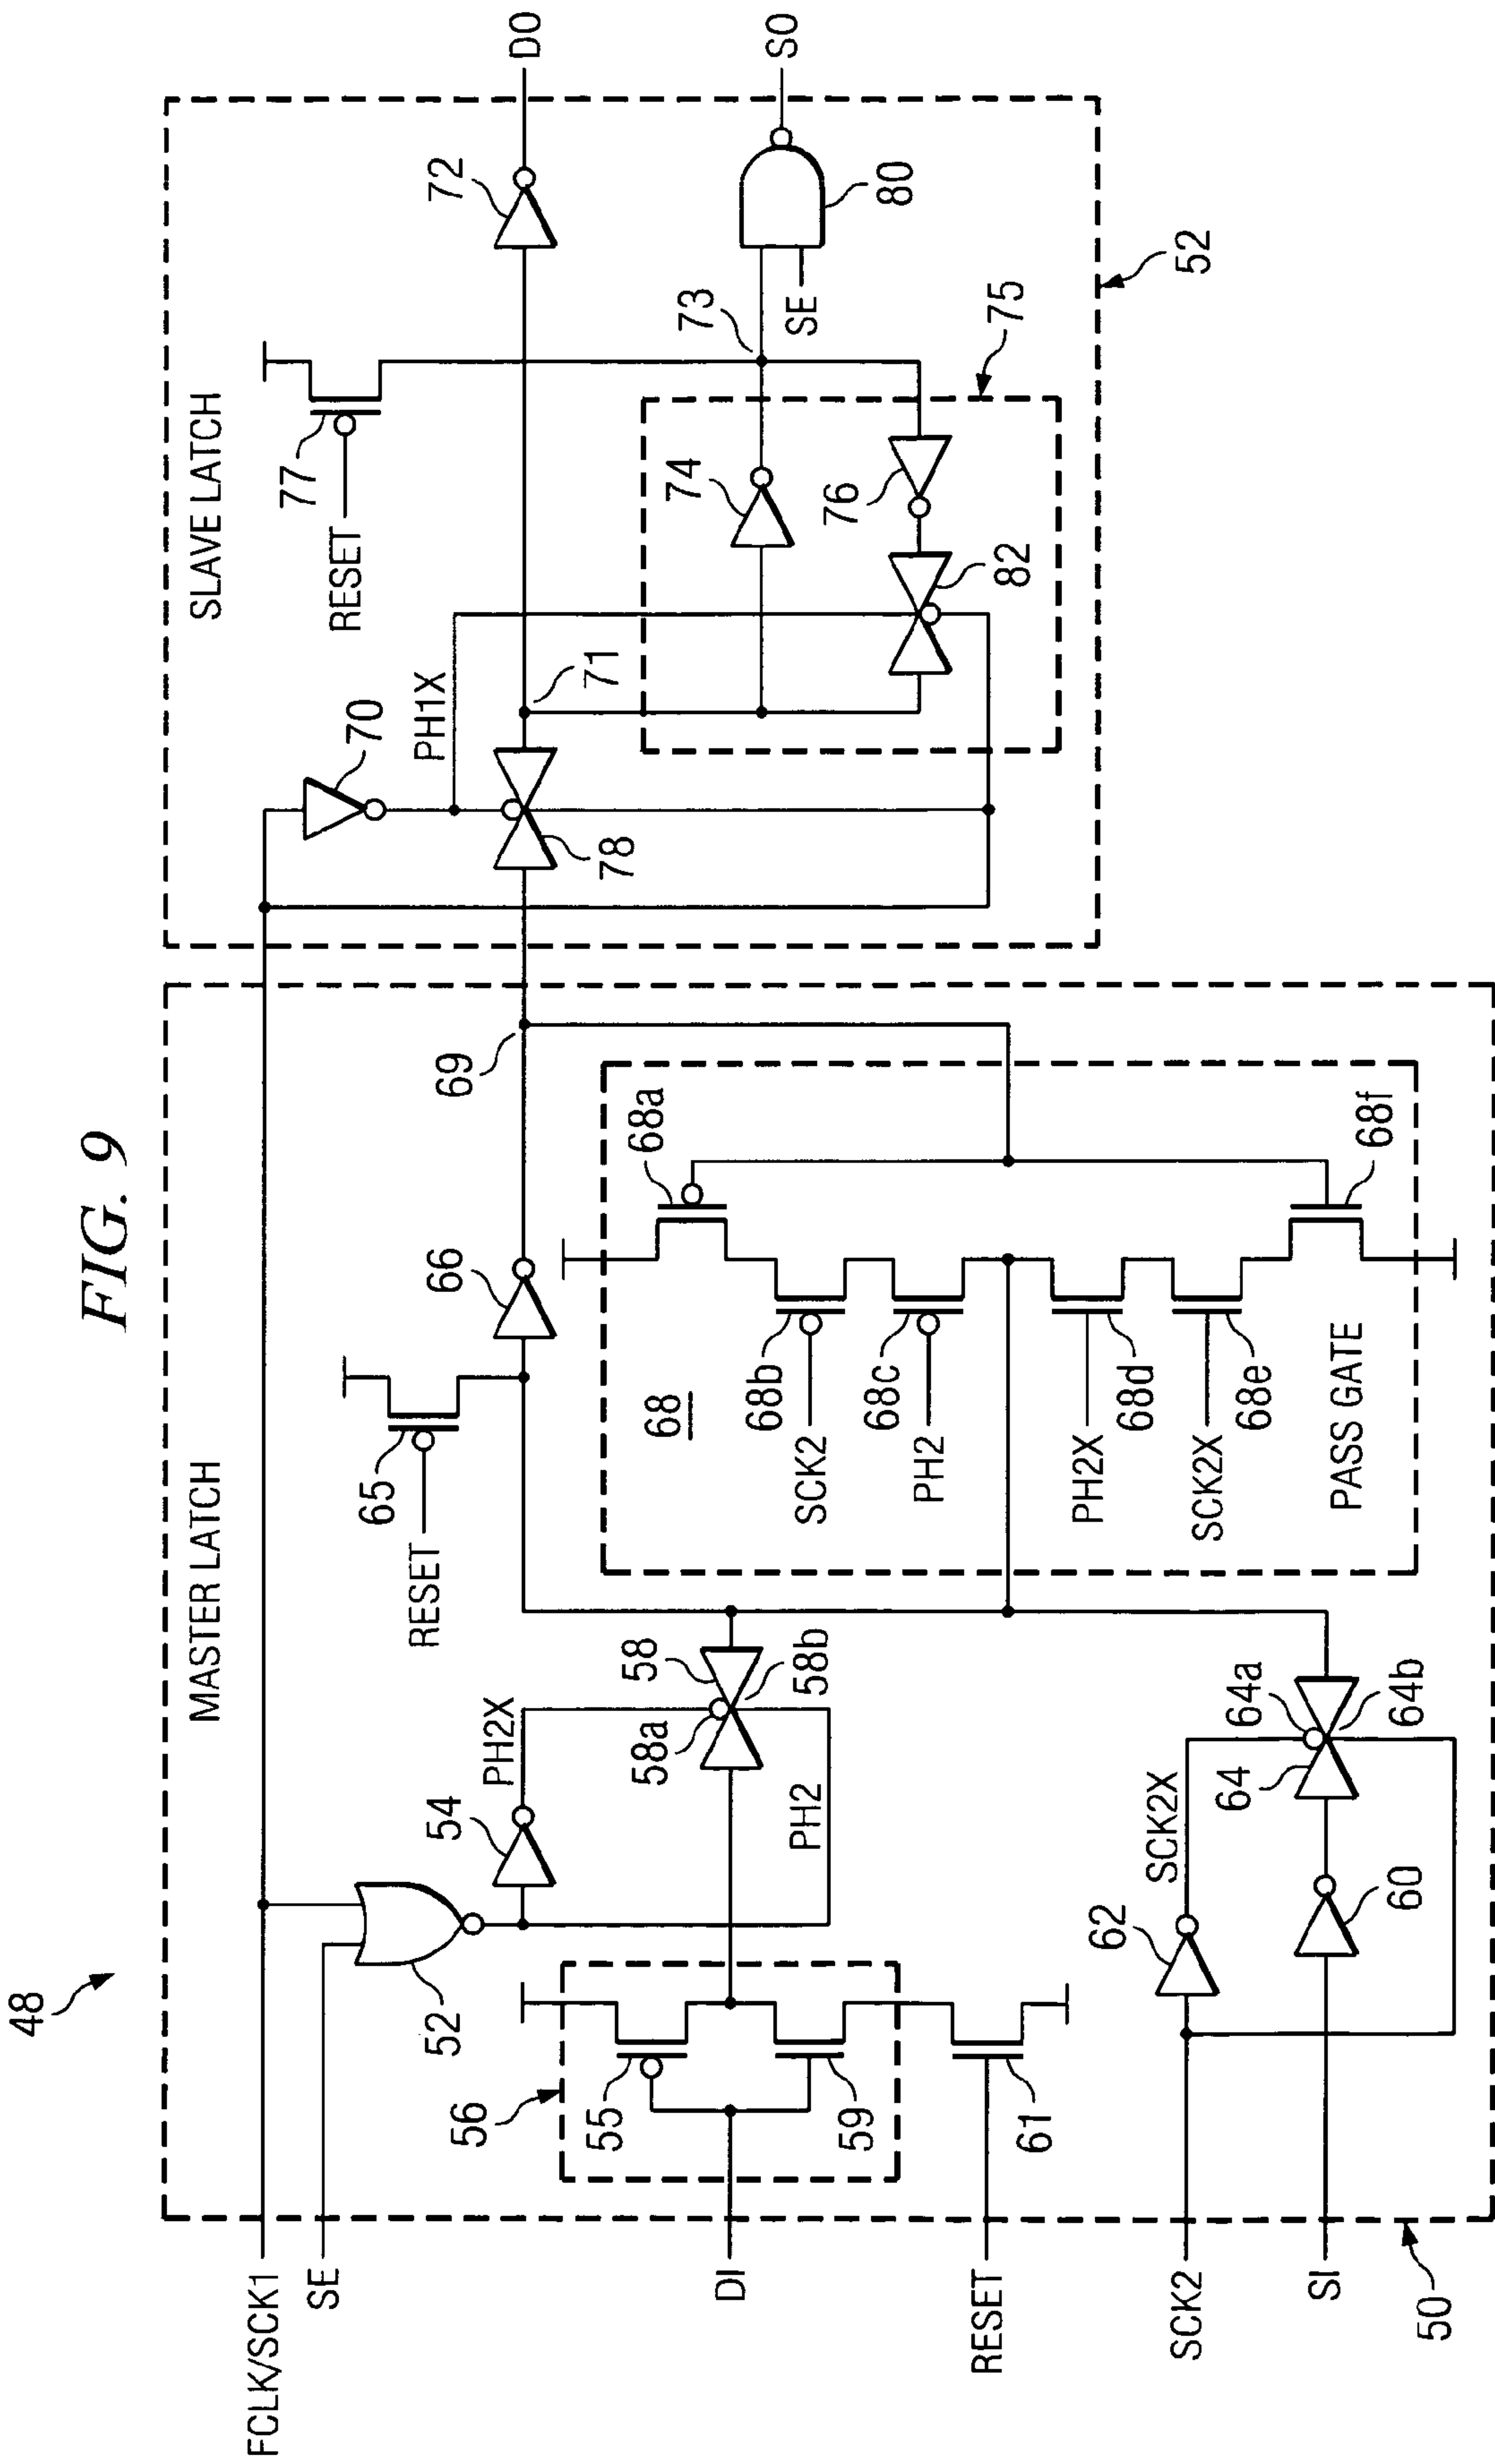 FIG. 9
48
MASTER LATCH
SLAVE LATCH
FCLK/SCK1
SE
52
54
PH2X
RESET
65
66
69
70
PH1X
71
RESET
77
72
DO
56
55
59
DI
58a
58
58b
PH2
61
RESET
68
68a
68b
SCK2
68c
PH2
PH2X
68d
SCK2X
68e
68f
PASS GATE
78
74
73
76
82
75
SE
80
SO
52
SCK2
62
SCK2X
64
64a
64b
SI
60
50